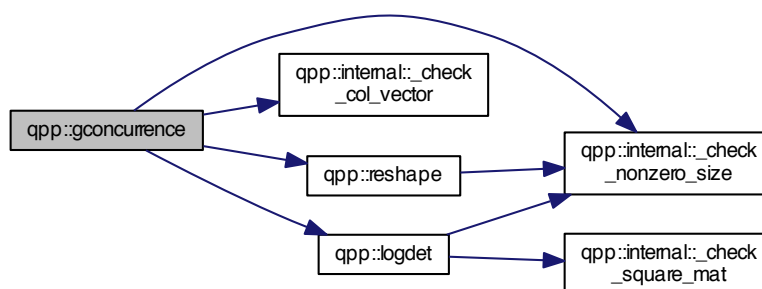 qpp::gconcurrence
qpp::internal::_check
_col_vector
qpp::reshape
qpp::logdet
qpp::internal::_check
_nonzero_size
qpp::internal::_check
_square_mat